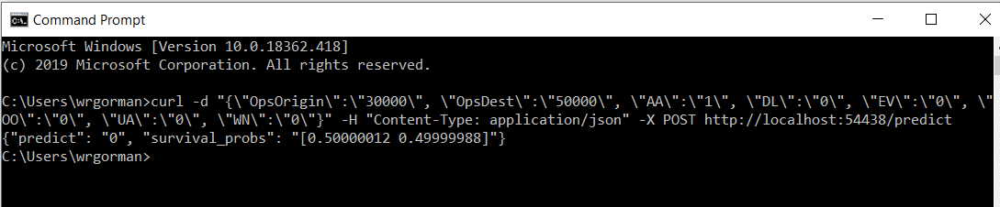 Command Prompt
Microsoft Windows [Version 10.0.18362.418]
(c) 2019 Microsoft Corporation. All rights reserved.
C:\Users\wrgorman>curl -d "{\"OpsOrigin\":\"30000\", \"OpsDest\":\"50000\", \"AA\":\"1\", \"DL\":\"0\", \"EV\":\"0\", \"
OO\":\"0\", \"UA\":\"0\", \"WN\":\"0\"}" -H "Content-Type: application/json" -X POST http://localhost:54438/predict
{"predict": "0", "survival_probs": "[0.50000012 0.49999988]"}
C:\Users\wrgorman>